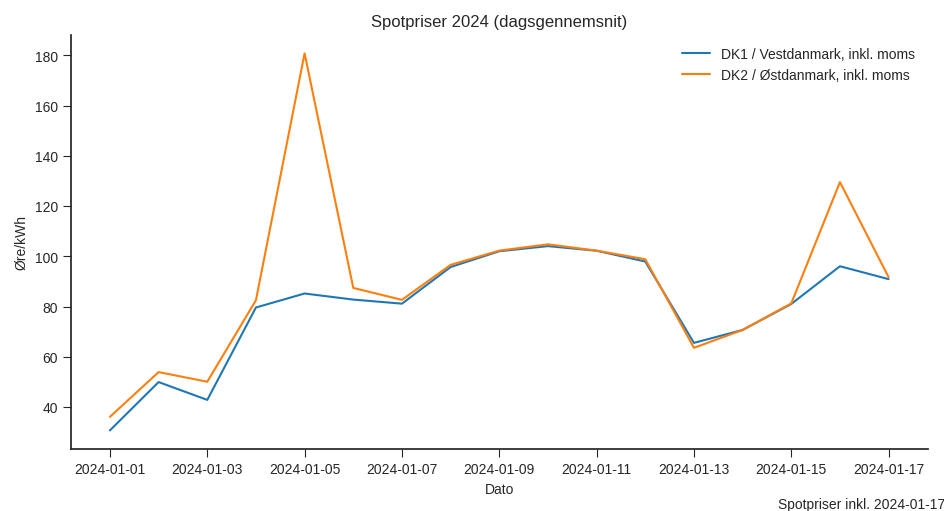 Spotpriser 2024 (dagsgennemsnit)
DK1 / Vestdanmark, inkl. moms
DK2 / Østdanmark, inkl. moms
Øre/kWh
180
160
140
120
100
80
60
40
2024-01-01 2024-01-03 2024-01-05 2024-01-07 2024-01-09 2024-01-11 2024-01-13 2024-01-15 2024-01-17
Dato
Spotpriser inkl. 2024-01-17